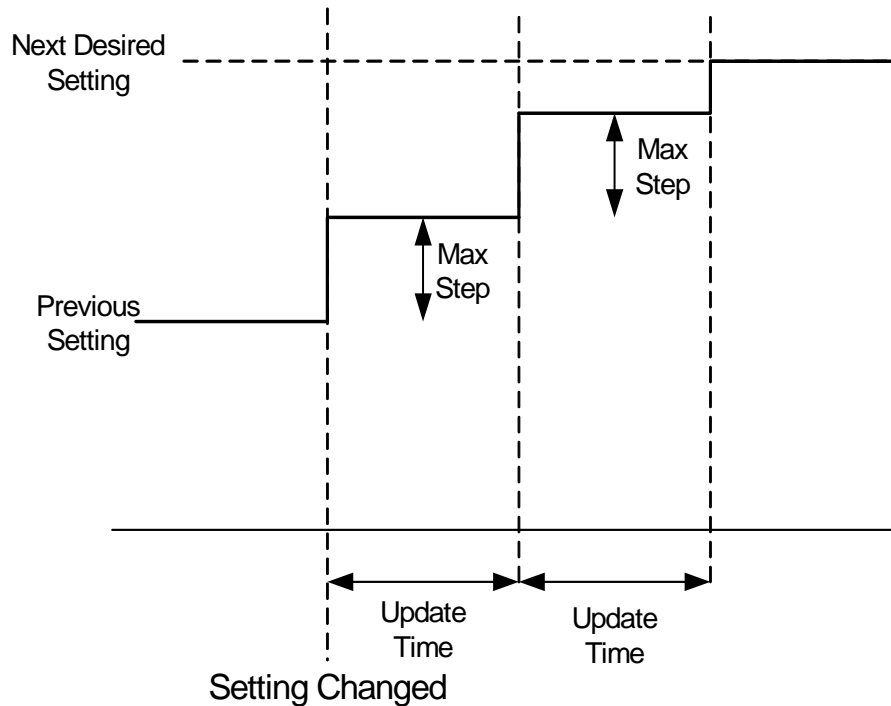 Next Desired
Setting
Max
Step
Max
Step
Previous
Setting
Update
Time
Update
Time
Setting Changed